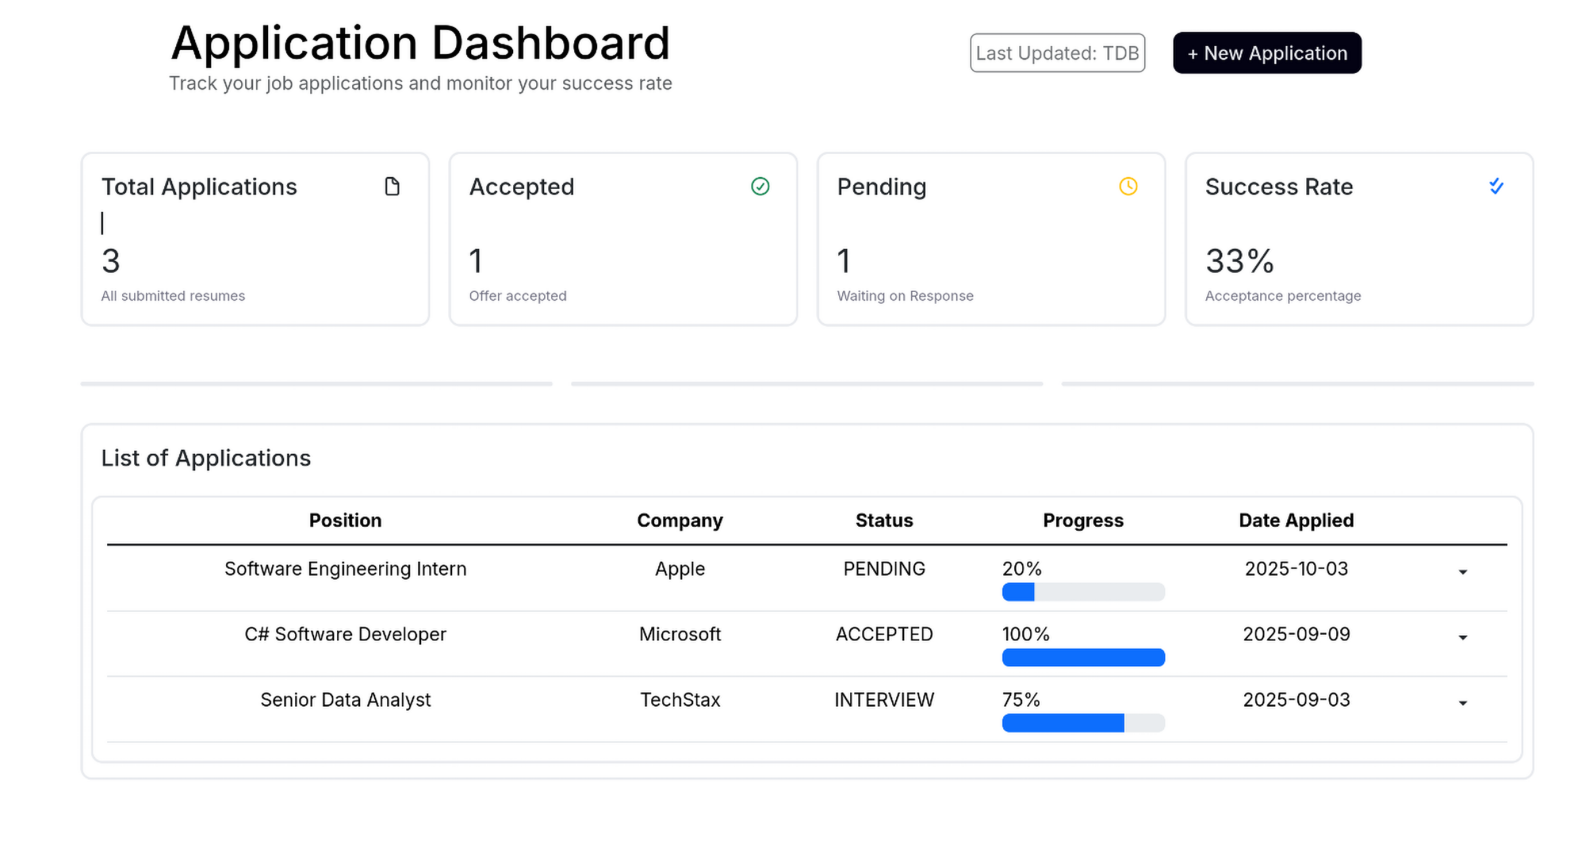 Application Dashboard
Track your job applications and monitor your success rate
Last Updated: TDB
+ New Application
Total Applications
3
All submitted resumes
Accepted
1
Offer accepted
Pending
1
Waiting on Response
Success Rate
33%
Acceptance percentage
List of Applications
Position Company Status Progress Date Applied
Software Engineering Intern Apple PENDING 20% 2025-10-03
C# Software Developer Microsoft ACCEPTED 100% 2025-09-09
Senior Data Analyst TechStax INTERVIEW 75% 2025-09-03